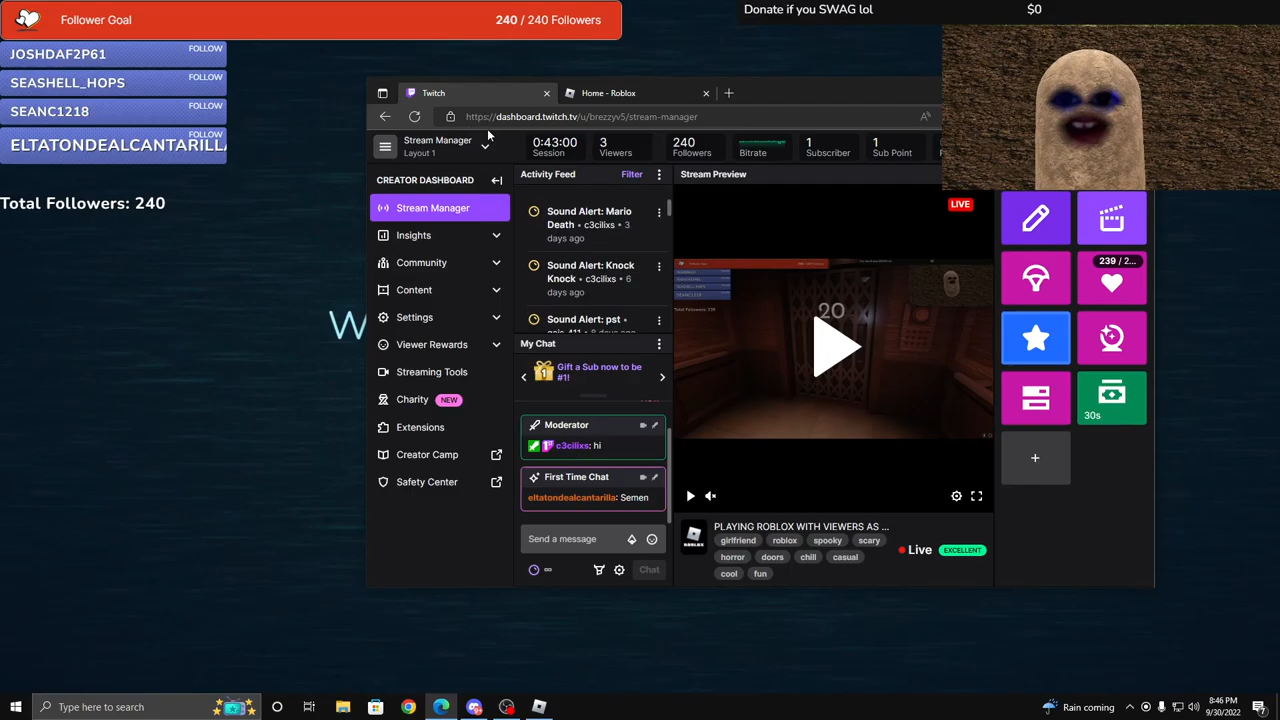 Follower Goal
240 / 240 Followers
Donate if you SWAG lol
$0
JOSHDAF2P61
FOLLOW
SEASHELL_HOPS
FOLLOW
SEANC1218
FOLLOW
ELTATONDEALCANTARILLA
FOLLOW
Total Followers: 240
W
Twitch
Home - Roblox
https://dashboard.twitch.tv/u/brezzyv5/stream-manager
Stream Manager
Layout 1
0:43:00
Session
3
Viewers
240
Followers
Bitrate
1
Subscriber
1
Sub Point
CREATOR DASHBOARD
Stream Manager
Insights
Community
Content
Settings
Viewer Rewards
Streaming Tools
Charity NEW
Extensions
Creator Camp
Safety Center
Activity Feed
Filter
Sound Alert: Mario
Death • c3cilixs • 3
days ago
Sound Alert: Knock
Knock • c3cilixs • 6
days ago
Sound Alert: pst •
My Chat
1
Gift a Sub now to be
#1!
Moderator
c3cilixs: hi
First Time Chat
eltatondealcantarilla: Semen
Send a message
∞
Chat
Stream Preview
LIVE
20
PLAYING ROBLOX WITH VIEWERS AS ...
girlfriend
roblox
spooky
scary
horror
doors
chill
casual
cool
fun
Live
EXCELLENT
239 / 2...
30s
+
Type here to search
Rain coming
8:46 PM
9/30/2022
7